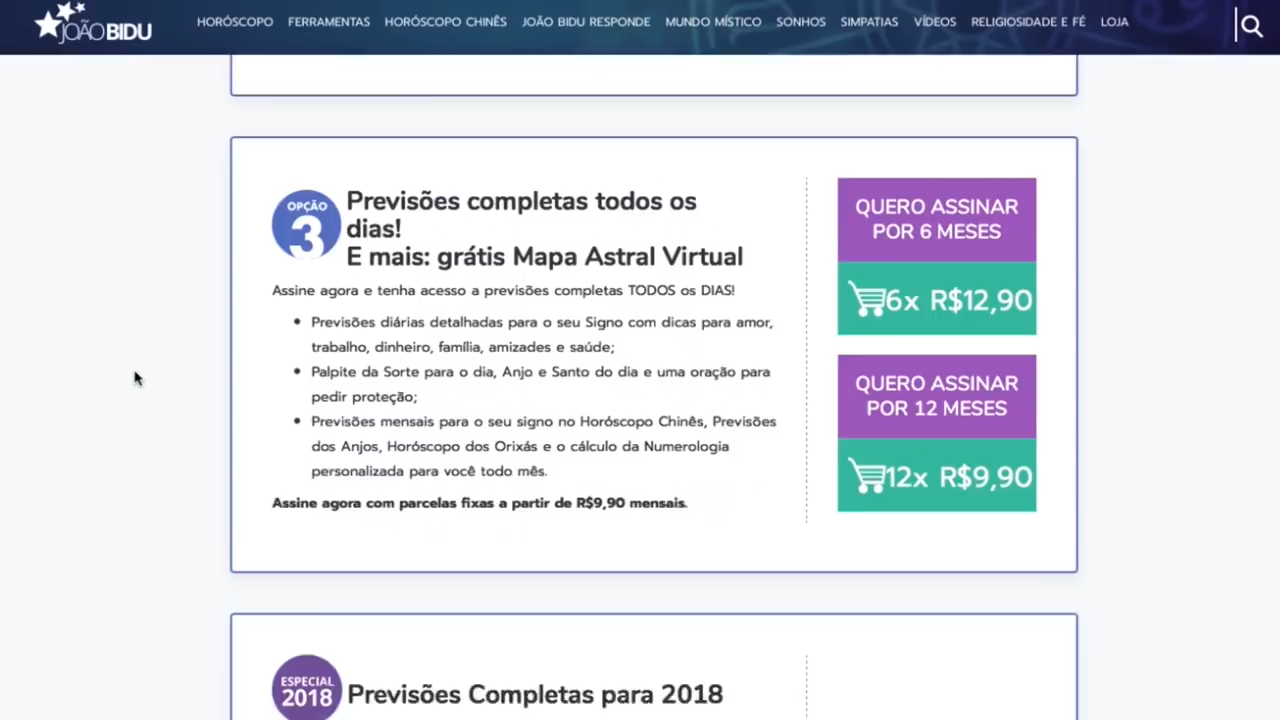 JOÃO BIDU
HORÓSCOPO FERRAMENTAS HORÓSCOPO CHINÊS JOÃO BIDU RESPONDE MUNDO MÍSTICO SONHOS SIMPATIAS VÍDEOS RELIGIOSIDADE E FÉ LOJA
OPÇÃO
3
Previsões completas todos os
dias!
E mais: grátis Mapa Astral Virtual
Assine agora e tenha acesso a previsões completas TODOS os DIAS!
• Previsões diárias detalhadas para o seu Signo com dicas para amor,
trabalho, dinheiro, família, amizades e saúde;
• Palpite da Sorte para o dia, Anjo e Santo do dia e uma oração para
pedir proteção;
• Previsões mensais para o seu signo no Horóscopo Chinês, Previsões
dos Anjos, Horóscopo dos Orixás e o cálculo da Numerologia
personalizada para você todo mês.
Assine agora com parcelas fixas a partir de R$9,90 mensais.
QUERO ASSINAR
POR 6 MESES
6x R$12,90
QUERO ASSINAR
POR 12 MESES
12x R$9,90
ESPECIAL
2018
Previsões Completas para 2018